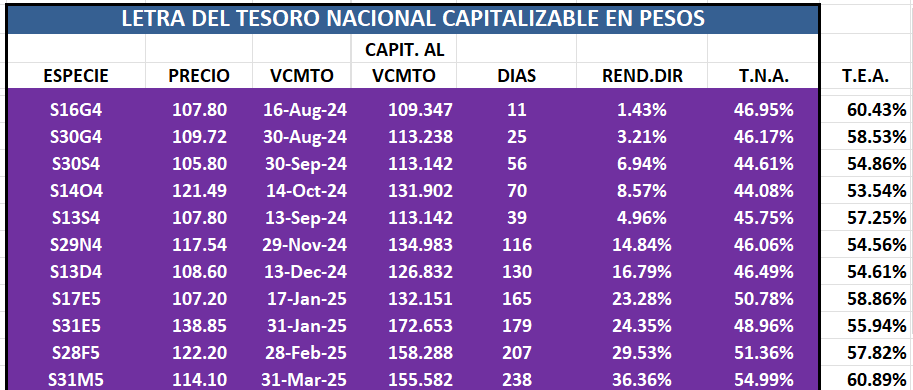 LETRA DEL TESORO NACIONAL CAPITALIZABLE EN PESOS
CAPIT. AL
ESPECIE PRECIO VCMTO VCMTO DIAS REND.DIR T.N.A. T.E.A.
S16G4 107.80 16-Aug-24 109.347 11 1.43% 46.95% 60.43%
S30G4 109.72 30-Aug-24 113.238 25 3.21% 46.17% 58.53%
S30S4 105.80 30-Sep-24 113.142 56 6.94% 44.61% 54.86%
S14O4 121.49 14-Oct-24 131.902 70 8.57% 44.08% 53.54%
S13S4 107.80 13-Sep-24 113.142 39 4.96% 45.75% 57.25%
S29N4 117.54 29-Nov-24 134.983 116 14.84% 46.06% 54.56%
S13D4 108.60 13-Dec-24 126.832 130 16.79% 46.49% 54.61%
S17E5 107.20 17-Jan-25 132.151 165 23.28% 50.78% 58.86%
S31E5 138.85 31-Jan-25 172.653 179 24.35% 48.96% 55.94%
S28F5 122.20 28-Feb-25 158.288 207 29.53% 51.36% 57.82%
S31M5 114.10 31-Mar-25 155.582 238 36.36% 54.99% 60.89%